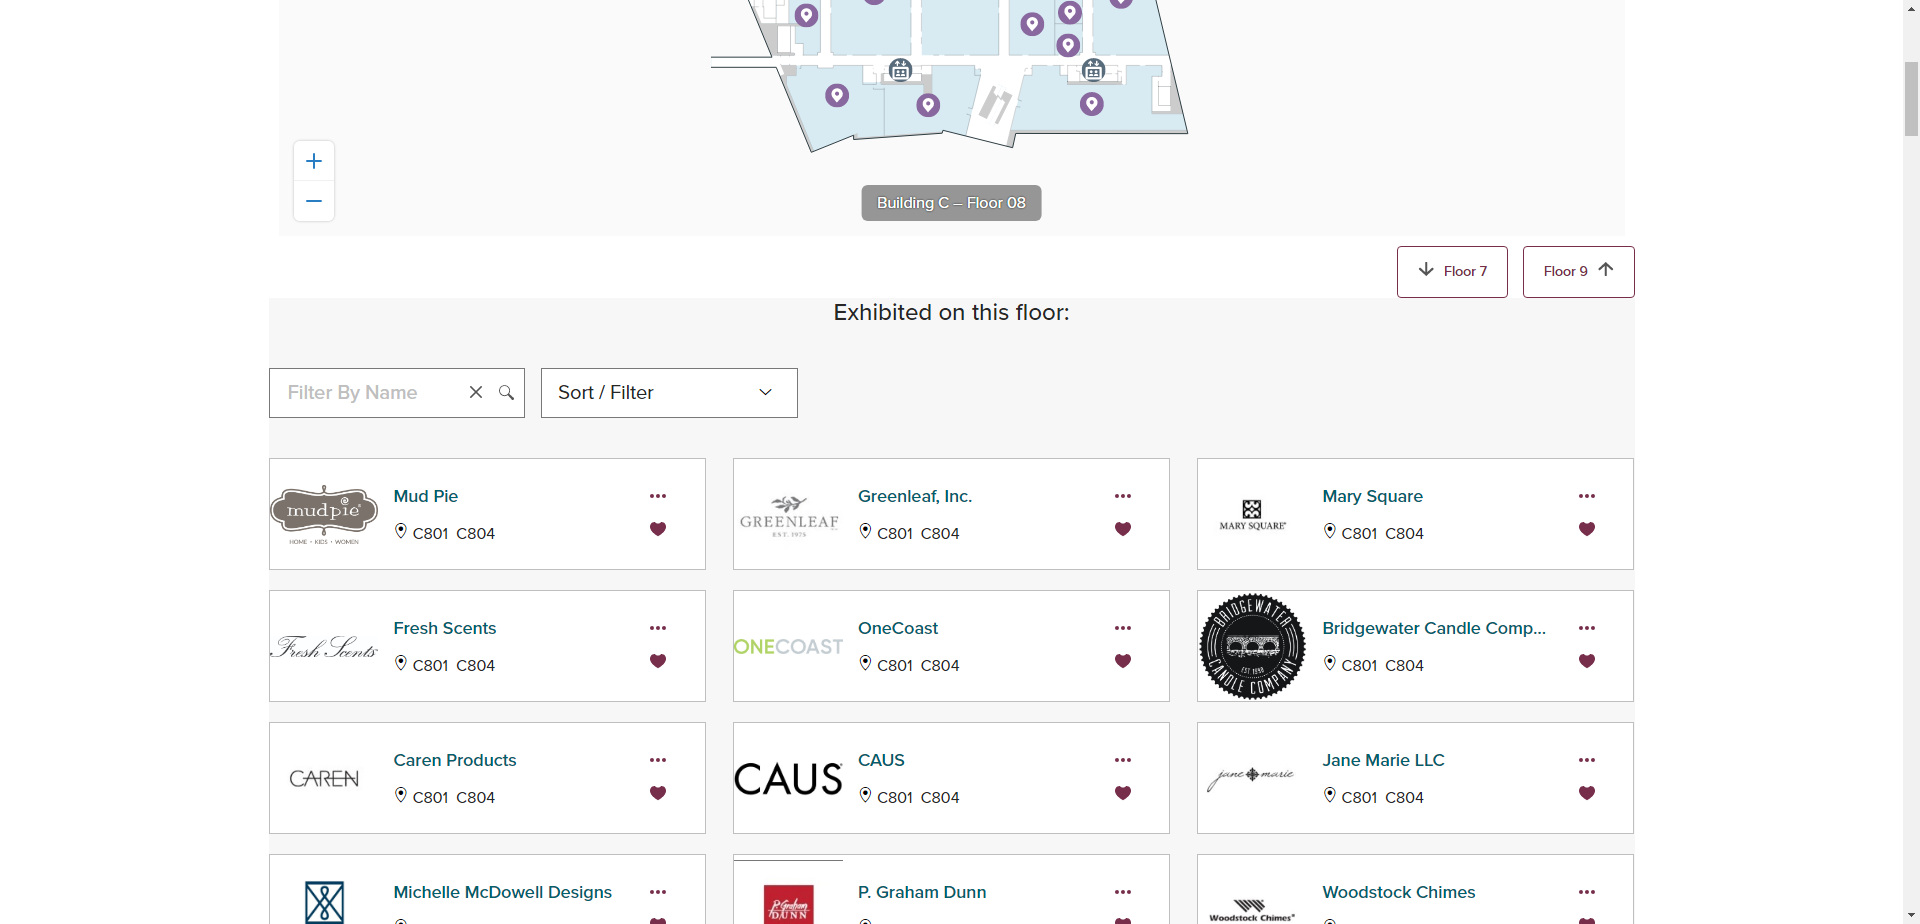 Building C – Floor 08
Floor 7
Floor 9
Exhibited on this floor:
Filter By Name
Sort / Filter
mudpie
HOME • KIDS • WOMEN
Mud Pie
C801 C804
GREENLEAF
EST. 1975
Greenleaf, Inc.
C801 C804
MARY SQUARE
Mary Square
C801 C804
Fresh Scents
Fresh Scents
C801 C804
ONECOAST
OneCoast
C801 C804
BRIDGEWATER
EST 1998
CANDLE COMPANY
Bridgewater Candle Comp...
C801 C804
CAREN
Caren Products
C801 C804
CAUS
CAUS
C801 C804
jane marie
Jane Marie LLC
C801 C804
Michelle McDowell Designs
P. Graham
DUNN
P. Graham Dunn
Woodstock Chimes®
Woodstock Chimes